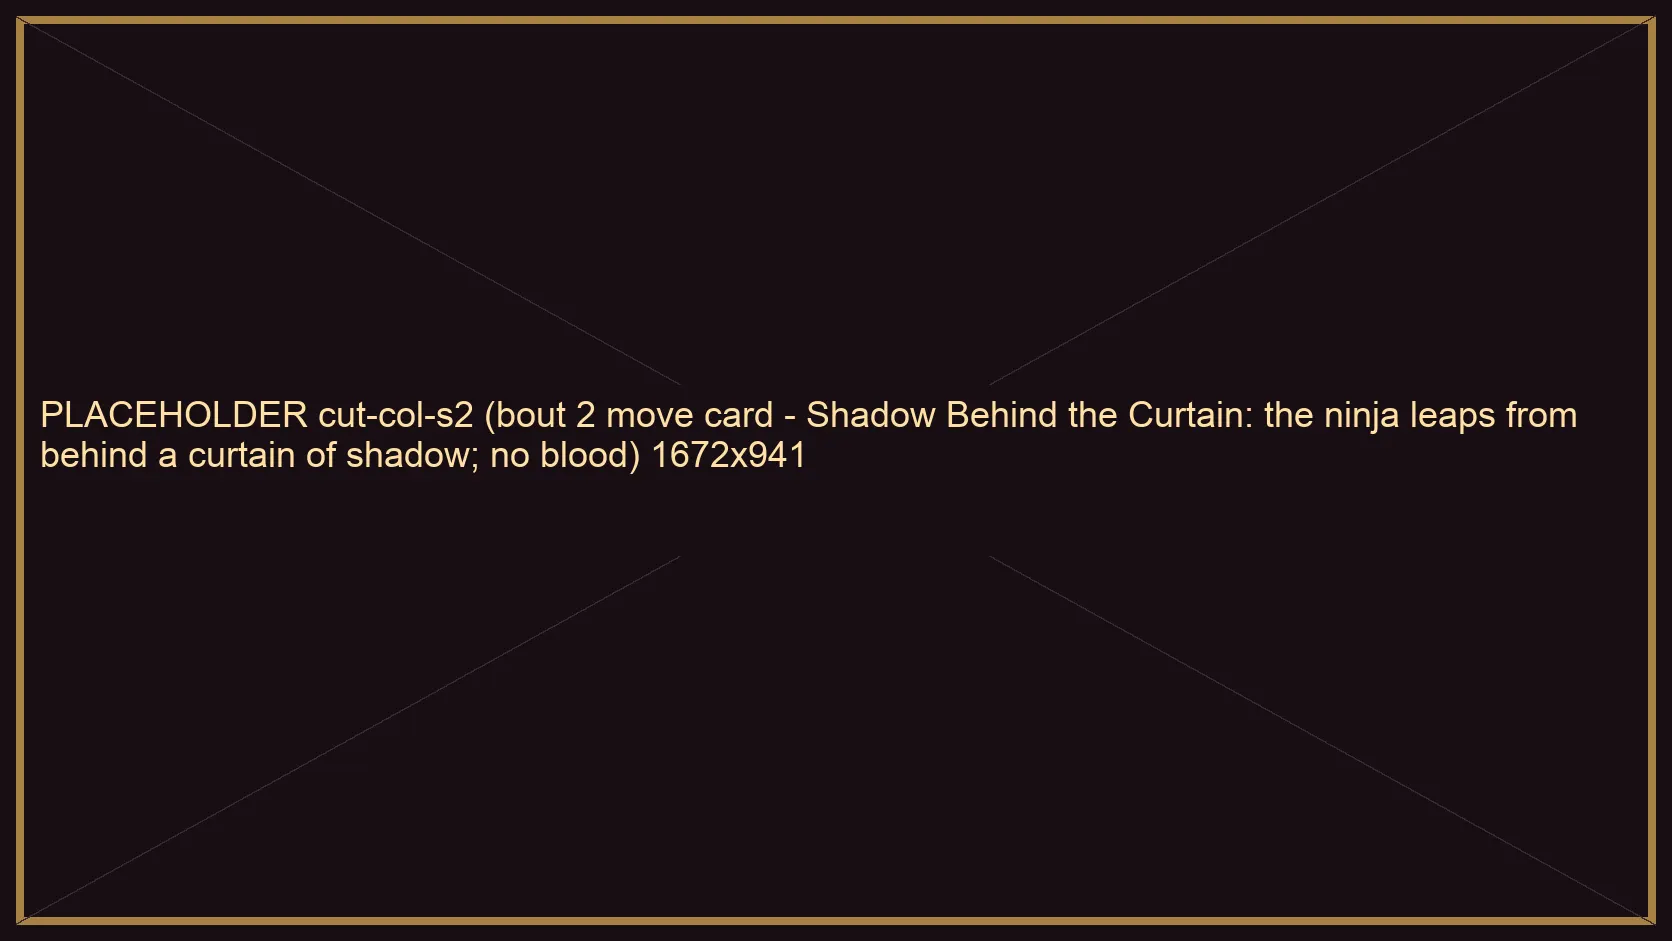 PLACEHOLDER cut-col-s2 (bout 2 move card - Shadow Behind the Curtain: the ninja leaps from
behind a curtain of shadow; no blood) 1672x941